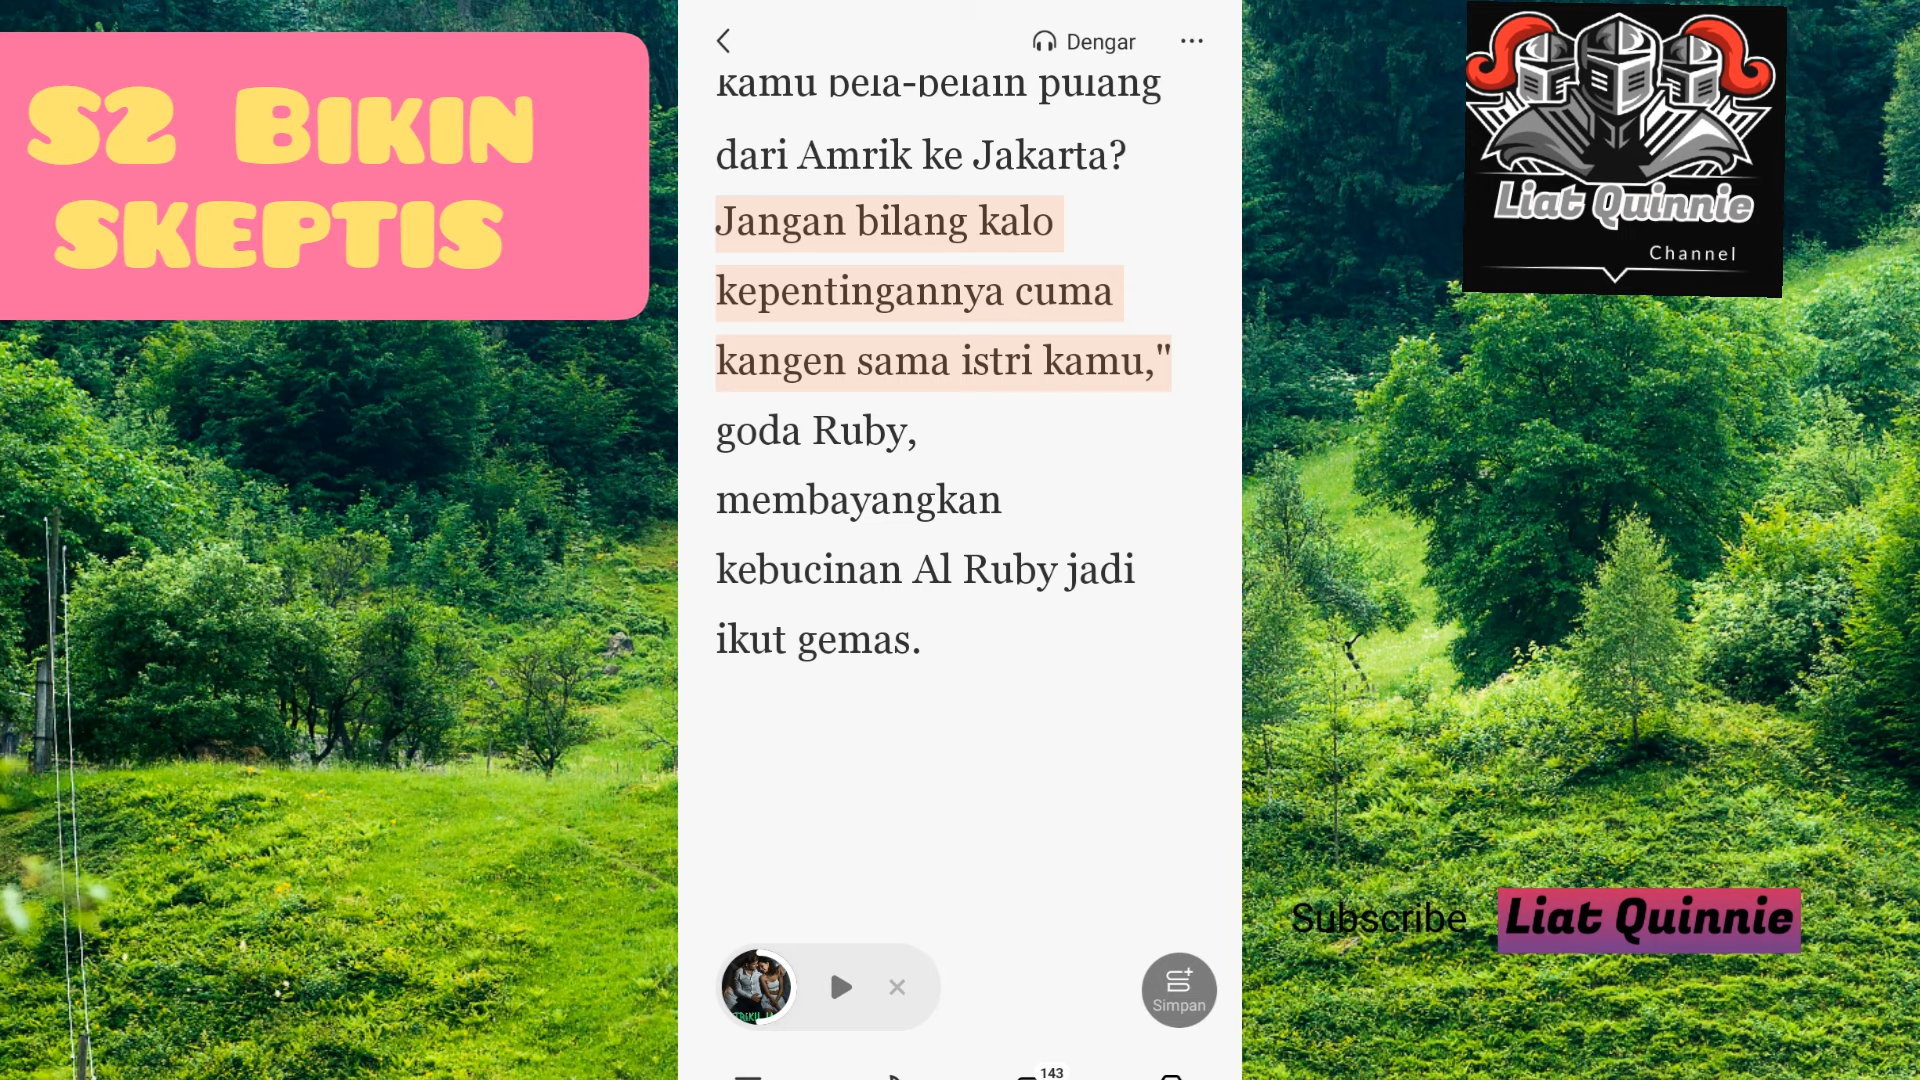 S2 BIKIN
SKEPTIS
Dengar
kamu bela-belain pulang
dari Amrik ke Jakarta?
Jangan bilang kalo
kepentingannya cuma
kangen sama istri kamu,"
goda Ruby,
membayangkan
kebucinan Al Ruby jadi
ikut gemas.
Simpan
143
Liat Quinnie
Channel
Subscribe Liat Quinnie